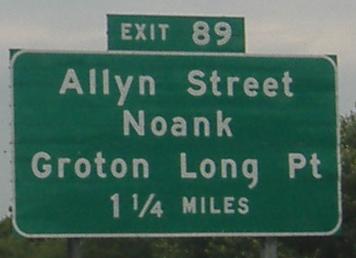 EXIT 89
Allyn Street
Noank
Groton Long Pt
1 1/4 MILES